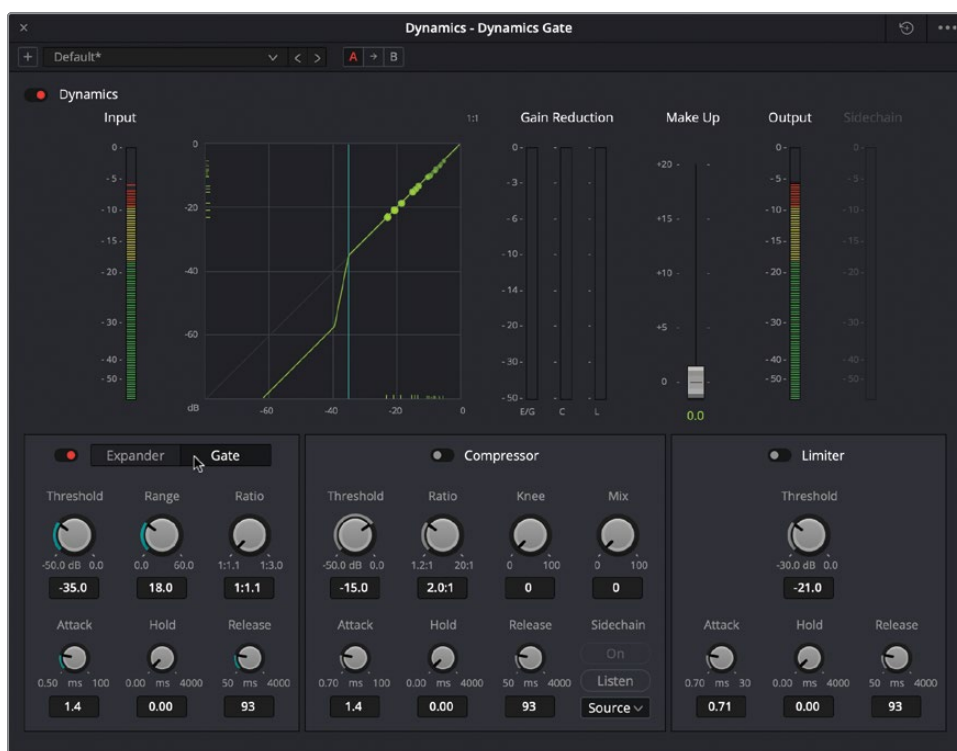 Dynamics - Dynamics Gate
Default*
A
B
Dynamics
Input
1:1
Gain Reduction
Make Up
Output
Sidechain
0
-5
-10
-15
-20
-30
-40
-50
0
-20
-40
-60
dB
-60
-40
-20
0
0
-3
-6
-10
-14
-20
-30
-50
E/G
C
L
+20
+15
+10
+5
0
0.0
0
-5
-10
-15
-20
-30
-40
-50
0
-5
-10
-15
-20
-30
-40
-50
Expander
Gate
Threshold Range Ratio
-50.0 dB 0.0 0.0 60.0 1:1.1 1:3.0
-35.0 18.0 1:1.1
Attack Hold Release
0.50 ms 100 0.00 ms 4000 50 ms 4000
1.4 0.00 93
Compressor
Threshold Ratio Knee Mix
-50.0 dB 0.0 1.2:1 20:1 0 100 0 100
-15.0 2.0:1 0 0
Attack Hold Release Sidechain
On
0.70 ms 100 0.00 ms 4000 50 ms 4000 Listen
1.4 0.00 93 Source
Limiter
Threshold
-30.0 dB 0.0
-21.0
Attack Hold Release
0.70 ms 30 0.00 ms 4000 50 ms 4000
0.71 0.00 93